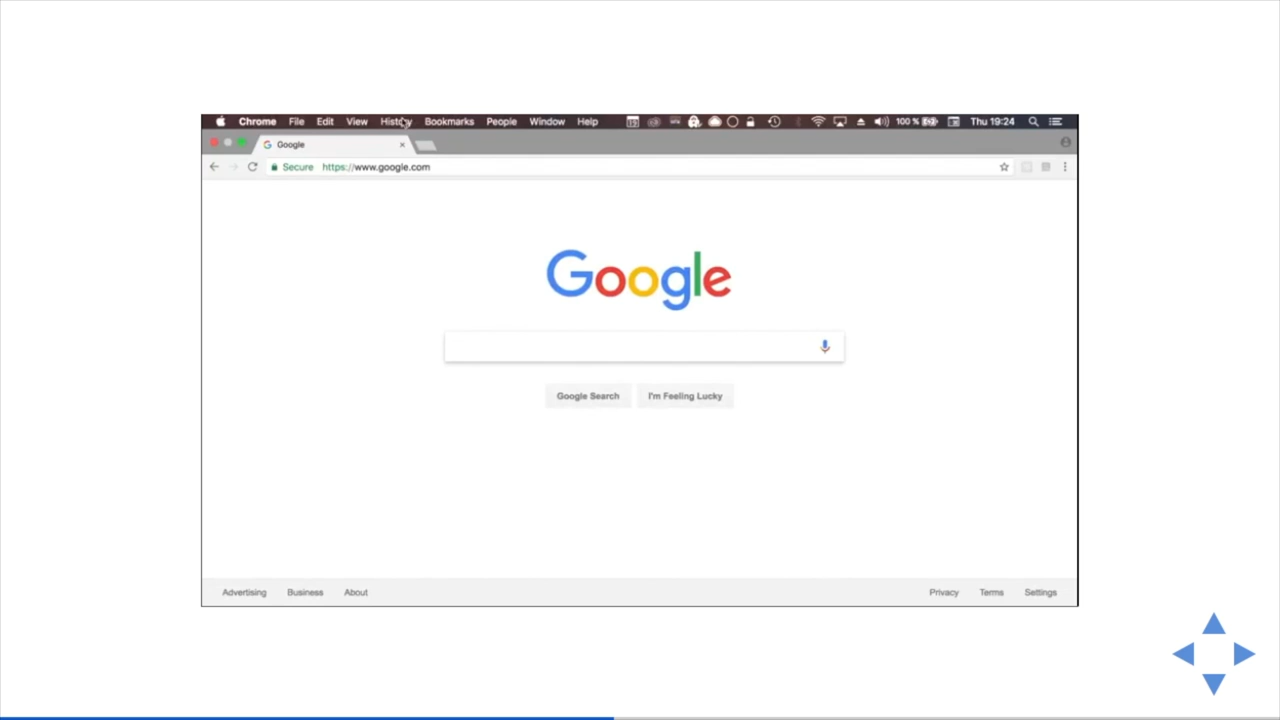 Chrome File Edit View History Bookmarks People Window Help 100 % Thu 19:24
Google
Secure https://www.google.com
Google
Google Search I'm Feeling Lucky
Advertising Business About Privacy Terms Settings